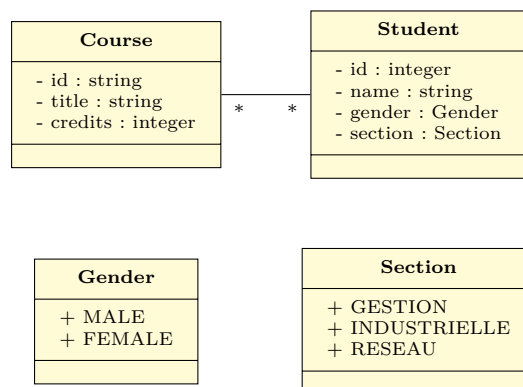 Course
- id : string
- title : string
- credits : integer
* *
Student
- id : integer
- name : string
- gender : Gender
- section : Section
Gender
+ MALE
+ FEMALE
Section
+ GESTION
+ INDUSTRIELLE
+ RESEAU